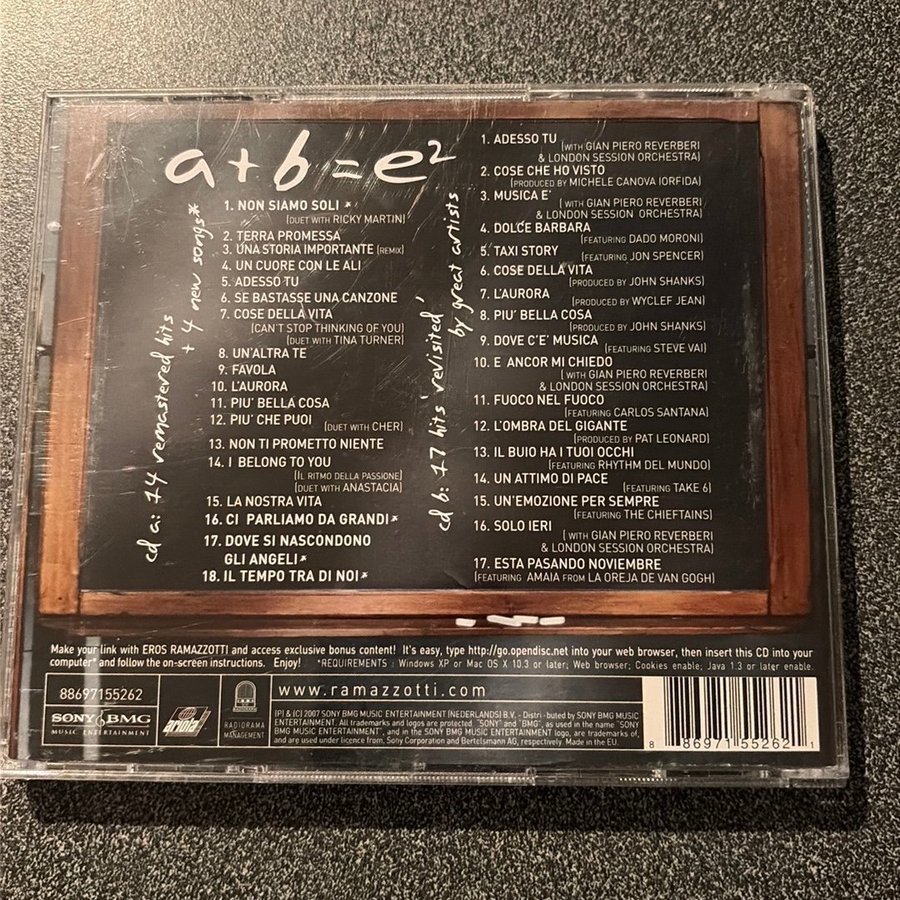 a + b = e²
cd a: 14 remastered hits
+ 4 new songs*
1. NON SIAMO SOLI *
(DUET WITH RICKY MARTIN)
2. TERRA PROMESSA
3. UNA STORIA IMPORTANTE (REMIX)
4. UN CUORE CON LE ALI
5. ADESSO TU
6. SE BASTASSE UNA CANZONE
7. COSE DELLA VITA
(CAN'T STOP THINKING OF YOU)
(DUET WITH TINA TURNER)
8. UN'ALTRA TE
9. FAVOLA
10. L'AURORA
11. PIU' BELLA COSA
12. PIU' CHE PUOI
(DUET WITH CHER)
13. NON TI PROMETTO NIENTE
14. I BELONG TO YOU
(IL RITMO DELLA PASSIONE)
(DUET WITH ANASTACIA)
15. LA NOSTRA VITA
16. CI PARLIAMO DA GRANDI*
17. DOVE SI NASCONDONO
GLI ANGELI*
18. IL TEMPO TRA DI NOI*
cd b: 17 hits 'revisited'
by great artists
1. ADESSO TU
(WITH GIAN PIERO REVERBERI
& LONDON SESSION ORCHESTRA)
2. COSE CHE HO VISTO
(PRODUCED BY MICHELE CANOVA IORFIDA)
3. MUSICA E'
(WITH GIAN PIERO REVERBERI
& LONDON SESSION ORCHESTRA)
4. DOLCE BARBARA
(FEATURING DADO MORONI)
5. TAXI STORY
(FEATURING JON SPENCER)
6. COSE DELLA VITA
(PRODUCED BY JOHN SHANKS)
7. L'AURORA
(PRODUCED BY WYCLEF JEAN)
8. PIU' BELLA COSA
(PRODUCED BY JOHN SHANKS)
9. DOVE C'E' MUSICA
(FEATURING STEVE VAI)
10. E ANCOR MI CHIEDO
(WITH GIAN PIERO REVERBERI
& LONDON SESSION ORCHESTRA)
11. FUOCO NEL FUOCO
(FEATURING CARLOS SANTANA)
12. L'OMBRA DEL GIGANTE
(PRODUCED BY PAT LEONARD)
13. IL BUIO HA I TUOI OCCHI
(FEATURING RHYTHM DEL MUNDO)
14. UN ATTIMO DI PACE
(FEATURING TAKE 6)
15. UN'EMOZIONE PER SEMPRE
(FEATURING THE CHIEFTAINS)
16. SOLO IERI
(WITH GIAN PIERO REVERBERI
& LONDON SESSION ORCHESTRA)
17. ESTA PASANDO NOVIEMBRE
(FEATURING AMAIA FROM LA OREJA DE VAN GOGH)
Make your link with EROS RAMAZZOTTI and access exclusive bonus content! It's easy, type http://go.opendisc.net into your web browser, then insert this CD into your
computer* and follow the on-screen instructions. Enjoy! *REQUIREMENTS : Windows XP or Mac OS X 10.3 or later; Web browser; Cookies enable; Java 1.3 or later enable.
88697155262
SONY BMG
MUSIC ENTERTAINMENT
ariola
RADIORAMA
MANAGEMENT
www.ramazzotti.com
(P) & (C) 2007 SONY BMG MUSIC ENTERTAINMENT (NEDERLANDS) B.V. - Distri - buted by SONY BMG MUSIC
ENTERTAINMENT. All trademarks and logos are protected. "SONY" and "BMG", as used in the name "SONY
BMG MUSIC ENTERTAINMENT", and in the SONY BMG MUSIC ENTERTAINMENT logo, are trademarks of,
and are used under licence from, Sony Corporation and Bertelsmann AG, respectively. Made in the EU.
8 86971 55262 1